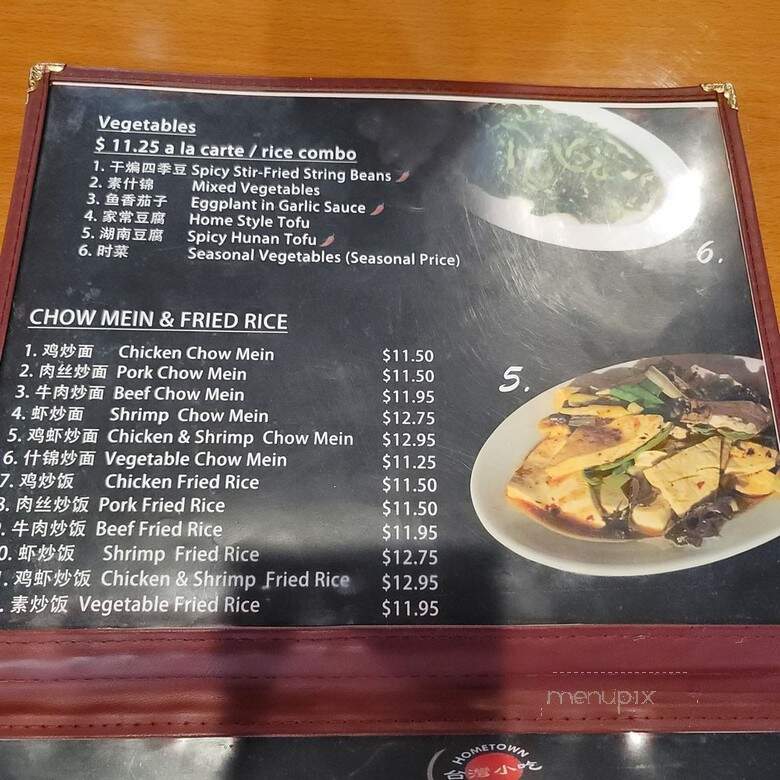 Vegetables
$ 11.25 a la carte / rice combo
1. 干煸四季豆 Spicy Stir-Fried String Beans
2. 素什锦 Mixed Vegetables
3. 鱼香茄子 Eggplant in Garlic Sauce
4. 家常豆腐 Home Style Tofu
5. 湖南豆腐 Spicy Hunan Tofu
6. 时菜 Seasonal Vegetables (Seasonal Price)
6.
CHOW MEIN & FRIED RICE
1. 鸡炒面 Chicken Chow Mein $11.50
2. 肉丝炒面 Pork Chow Mein $11.50
3. 牛肉炒面 Beef Chow Mein $11.95
4. 虾炒面 Shrimp Chow Mein $12.75
5. 鸡虾炒面 Chicken & Shrimp Chow Mein $12.95
6. 什锦炒面 Vegetable Chow Mein $11.25
7. 鸡炒饭 Chicken Fried Rice $11.50
8. 肉丝炒饭 Pork Fried Rice $11.50
. 牛肉炒饭 Beef Fried Rice $11.95
0. 虾炒饭 Shrimp Fried Rice $12.75
. 鸡虾炒饭 Chicken & Shrimp Fried Rice $12.95
. 素炒饭 Vegetable Fried Rice $11.95
5.
menupix
HOMETOWN
台灣小吃